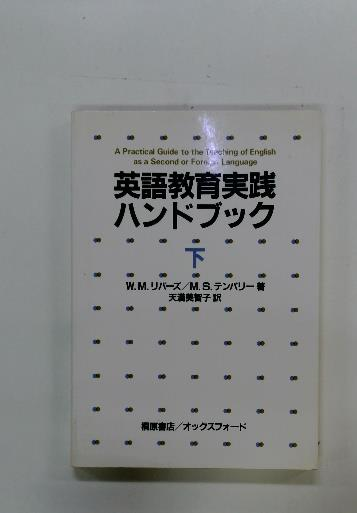 A Practical Guide to the Teaching of English
as a Second or Foreign Language
英語教育実践
ハンドブック
下
W.M.リバーズ/M.S.テンパリー 著
天満美智子 訳
桐原書店/オックスフォード